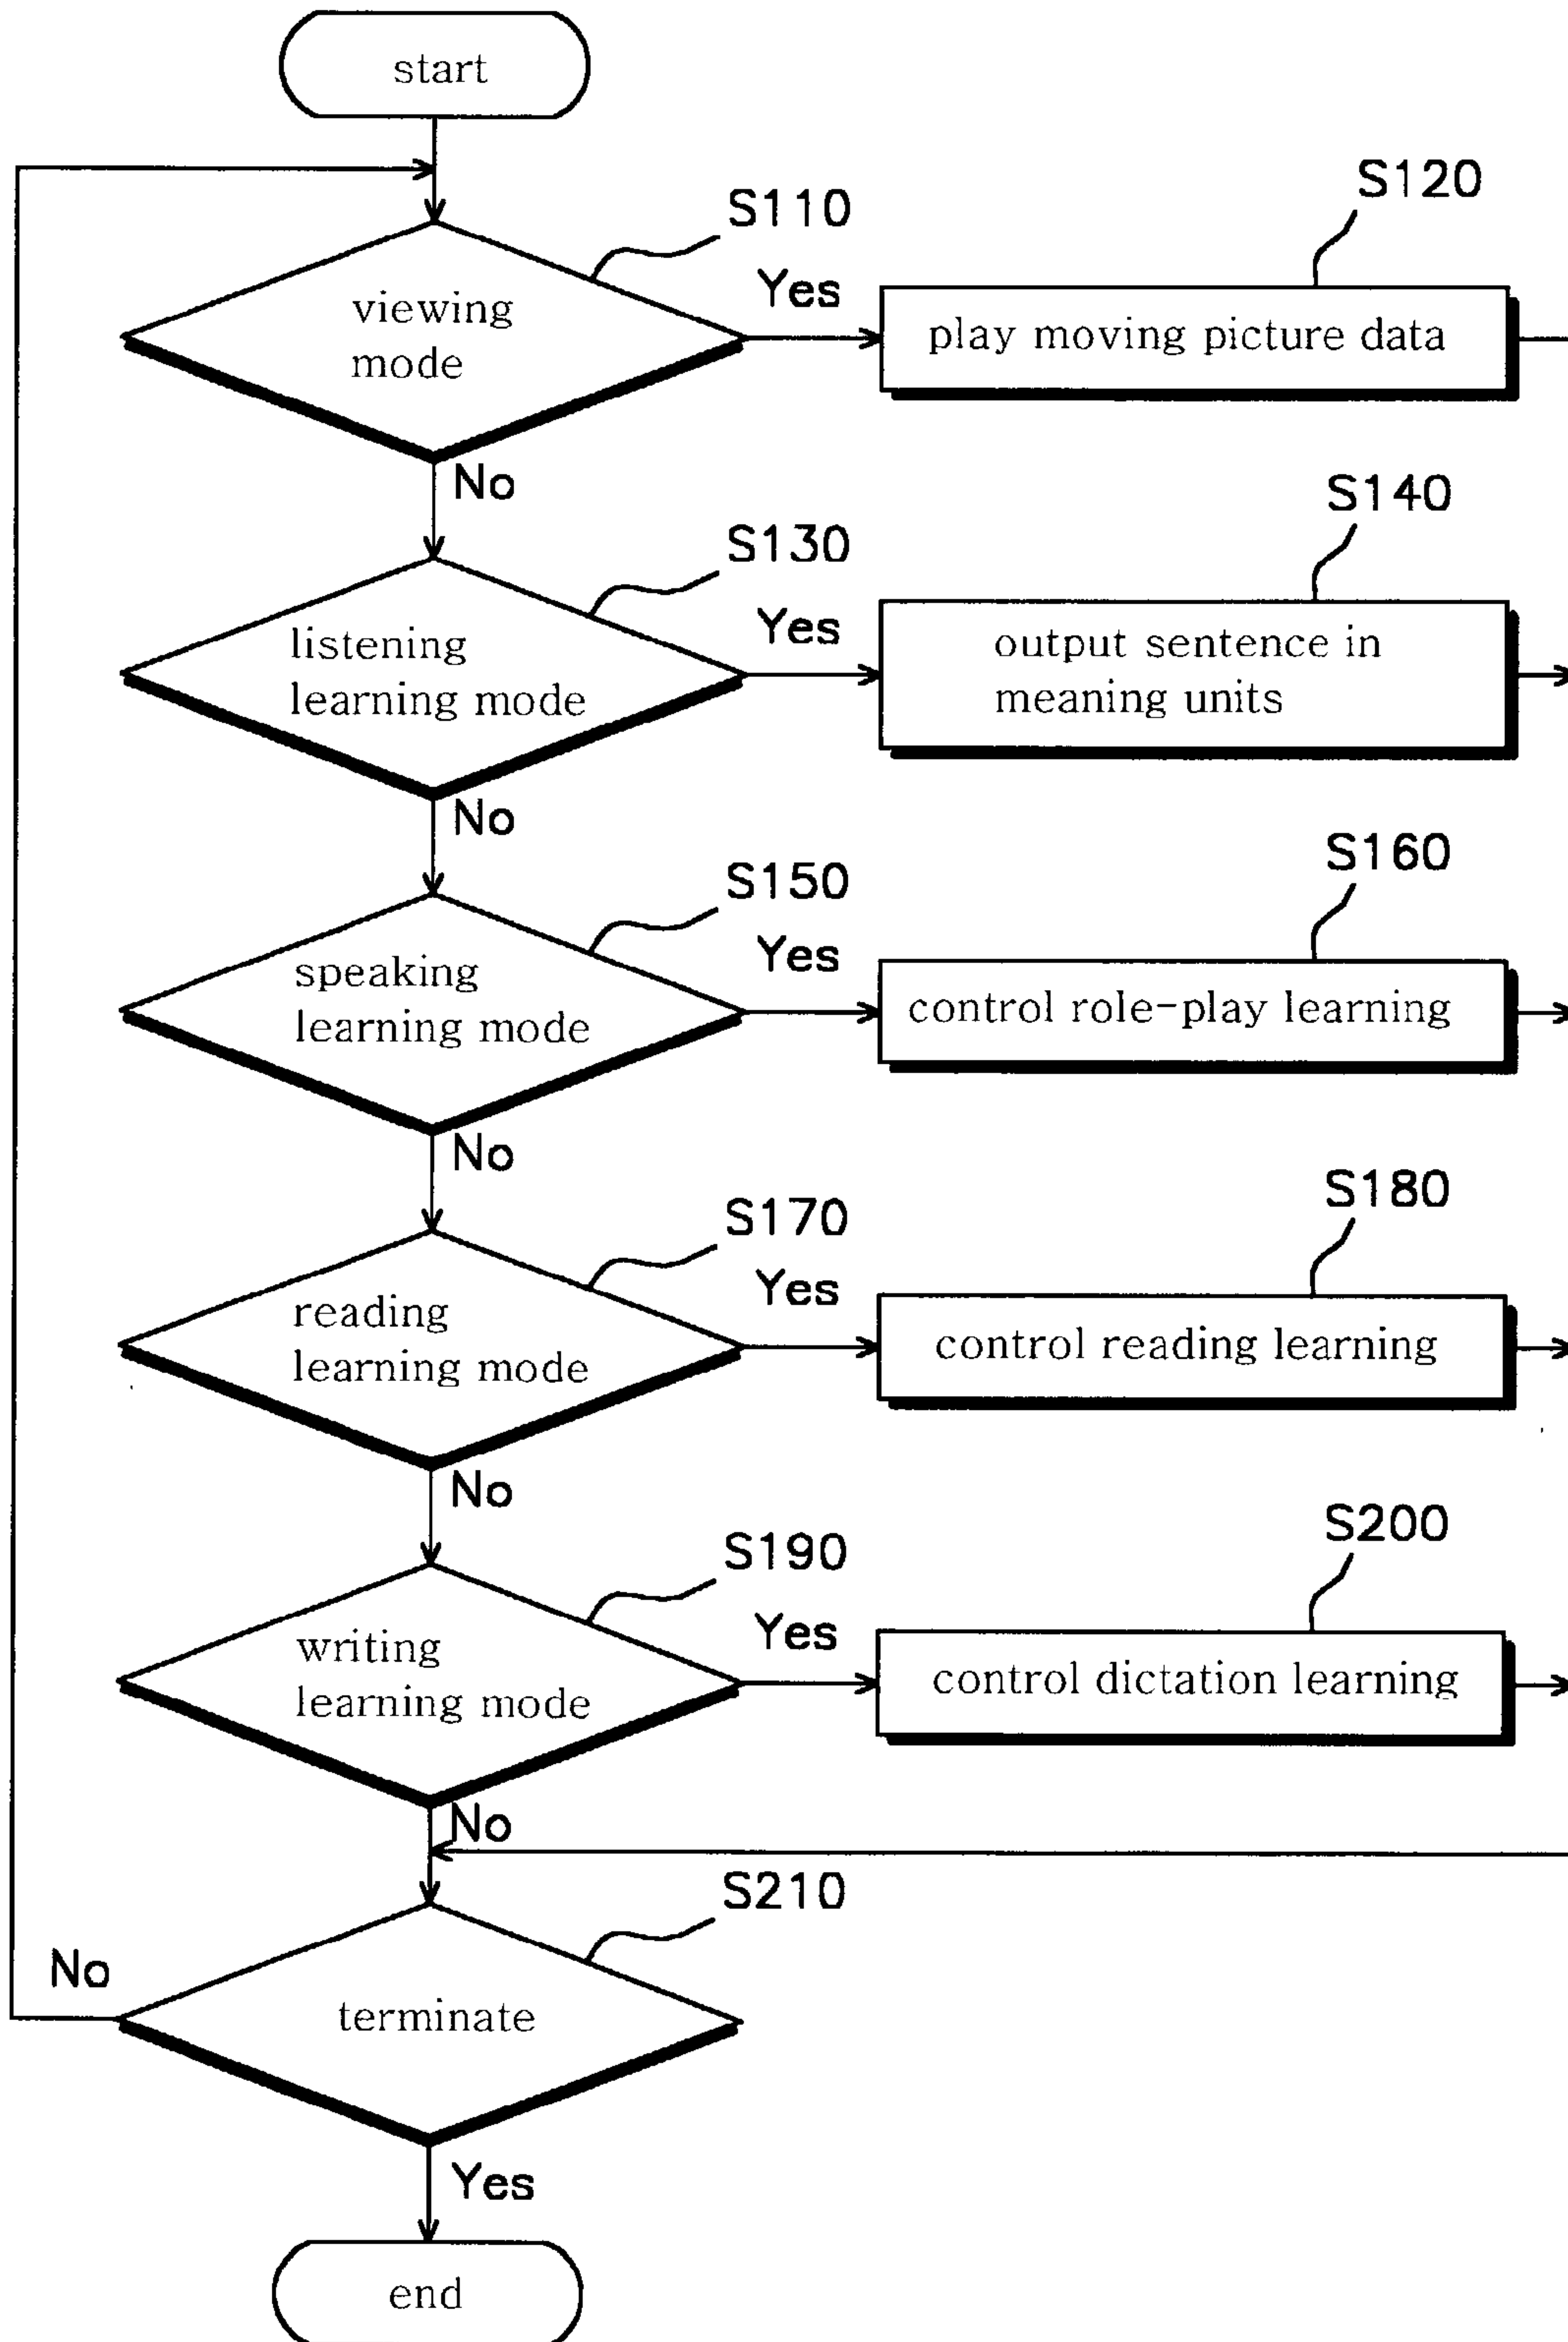 start
S110
S120
viewing
mode
Yes
play moving picture data
No
S130
S140
listening
learning mode
Yes
output sentence in
meaning units
No
S150
S160
speaking
learning mode
Yes
control role-play learning
No
S170
S180
reading
learning mode
Yes
control reading learning
No
S190
S200
writing
learning mode
Yes
control dictation learning
No
S210
No
terminate
Yes
end